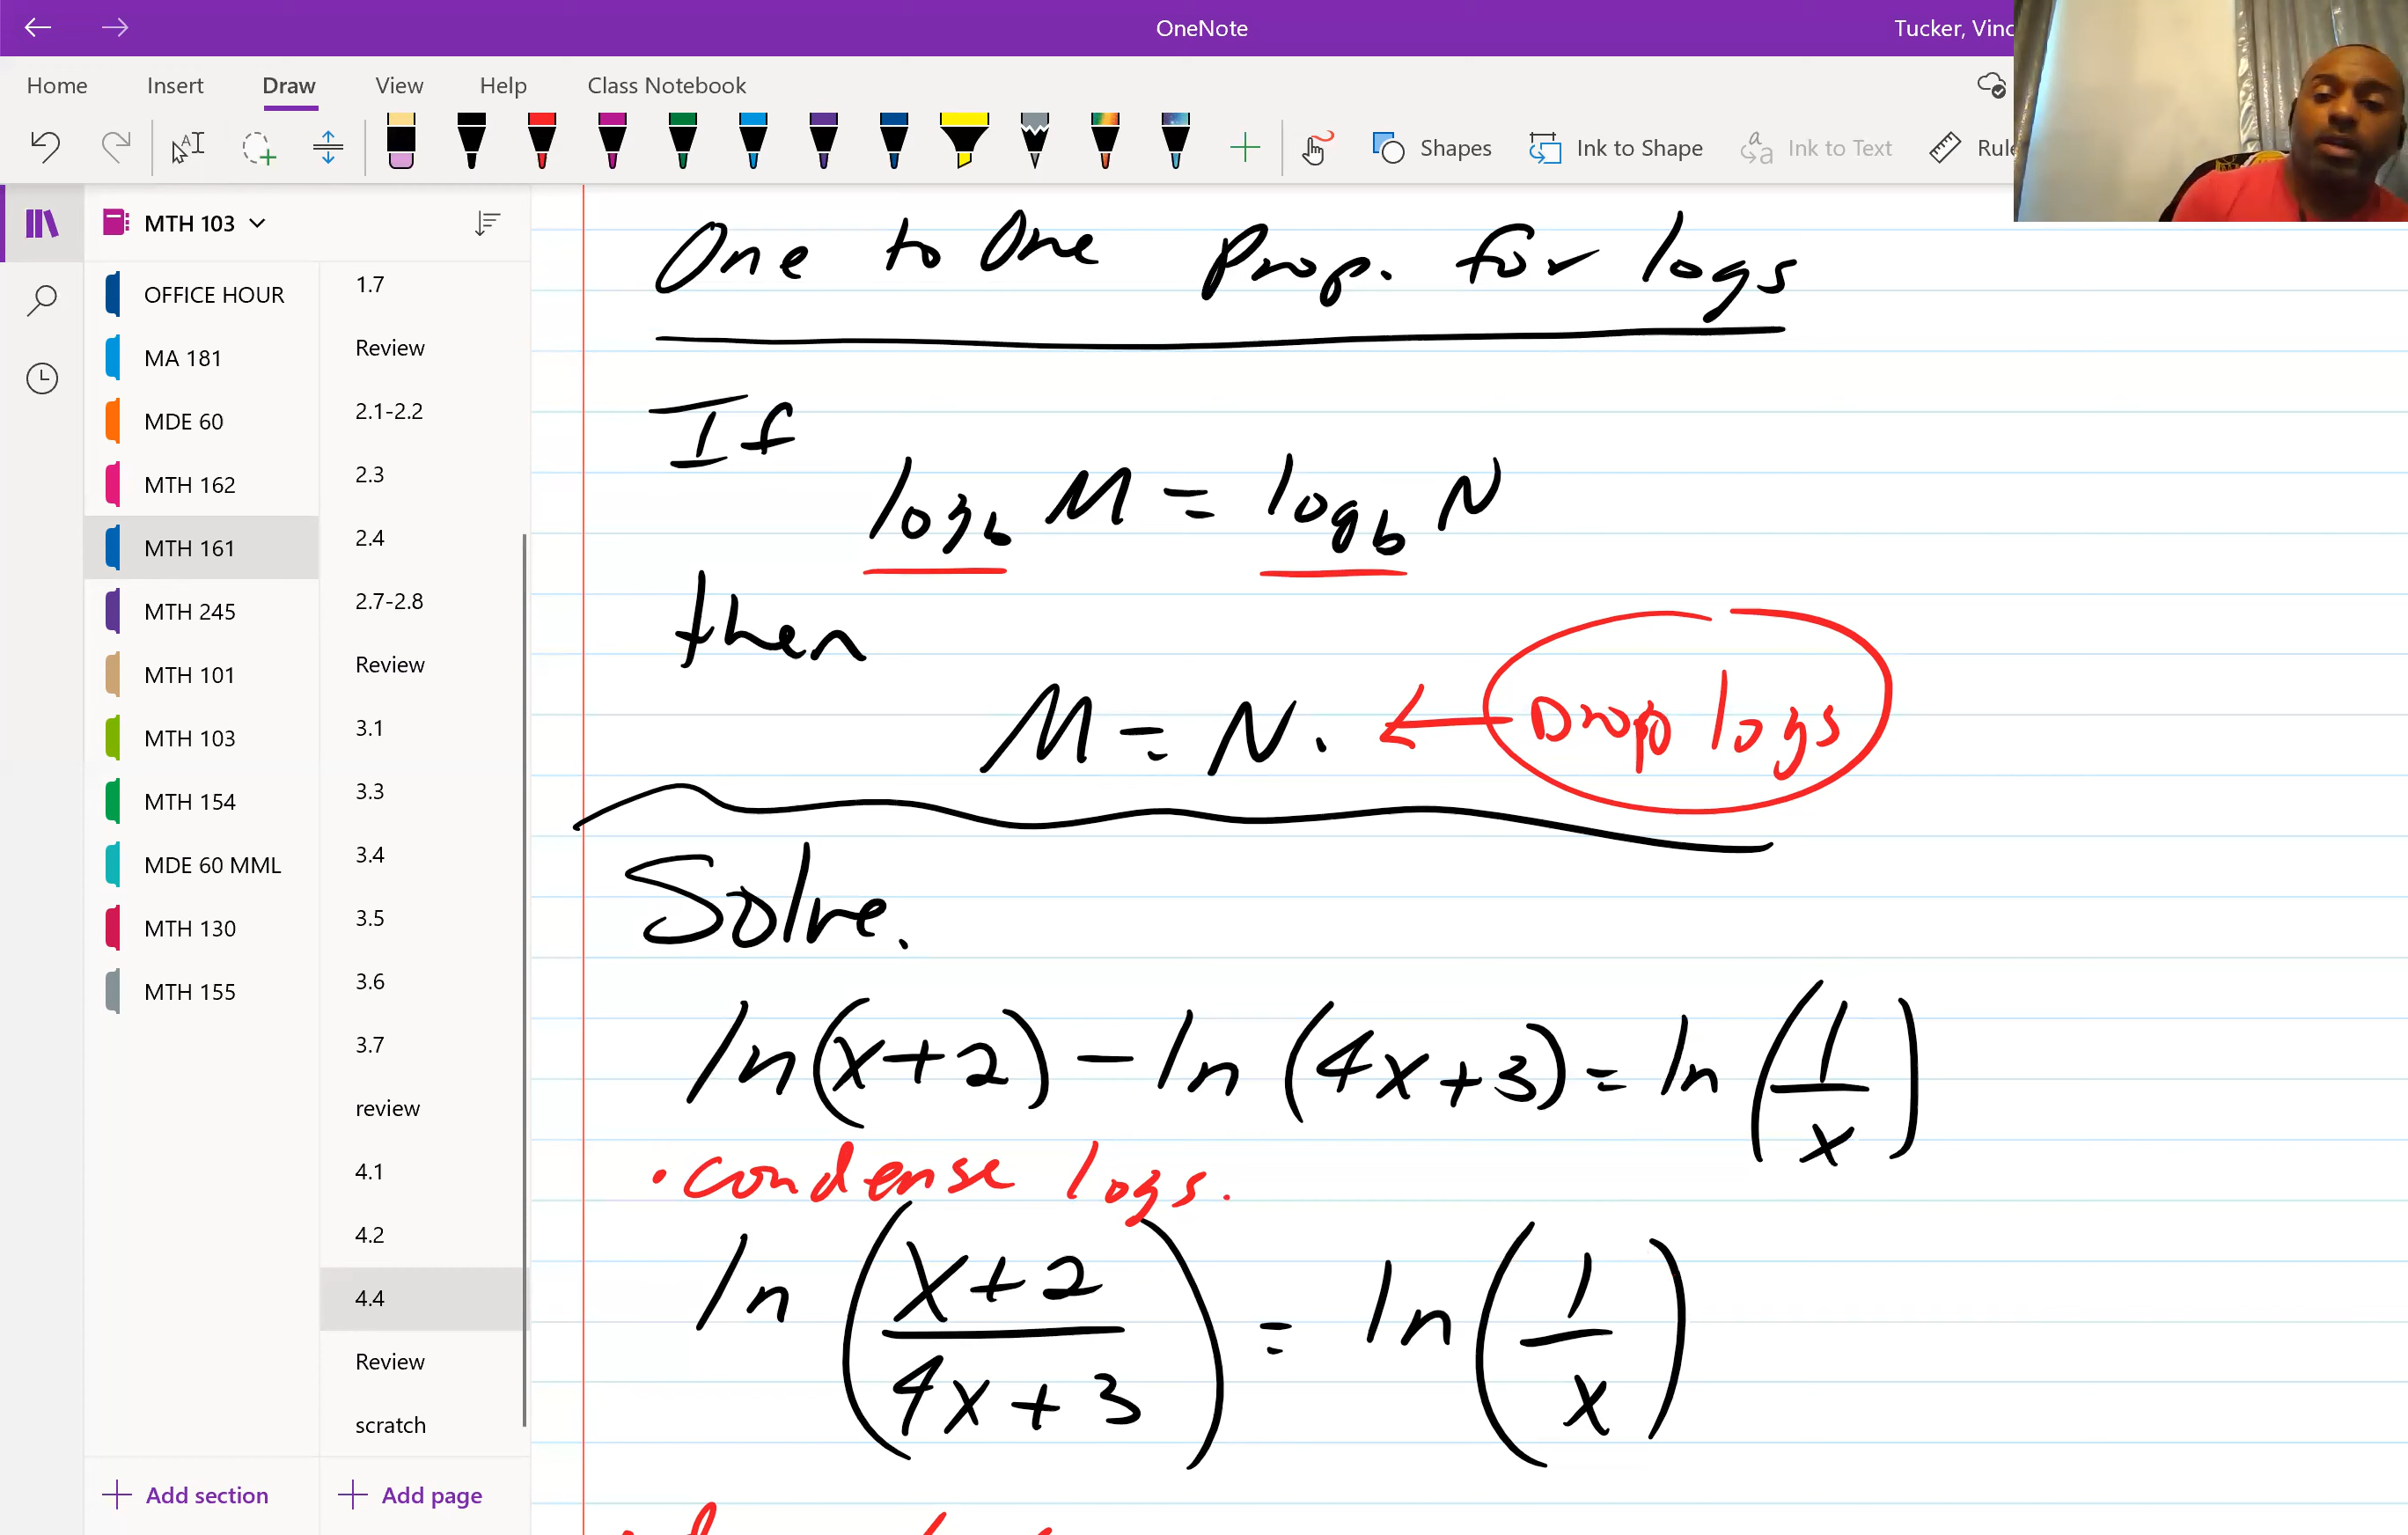 OneNote
Tucker, Vinc
Home Insert Draw View Help Class Notebook
Shapes Ink to Shape Ink to Text Rule
MTH 103
OFFICE HOUR
MA 181
MDE 60
MTH 162
MTH 161
MTH 245
MTH 101
MTH 103
MTH 154
MDE 60 MML
MTH 130
MTH 155
Add section
1.7
Review
2.1-2.2
2.3
2.4
2.7-2.8
Review
3.1
3.3
3.4
3.5
3.6
3.7
review
4.1
4.2
4.4
Review
scratch
Add page
One to One Prop. for logs
If
log_b M = log_b N
then
M = N. ← Drop logs
Solve.
ln(x+2) - ln(4x+3) = ln(1/x)
• condense logs.
ln((x+2)/(4x+3)) = ln(1/x)